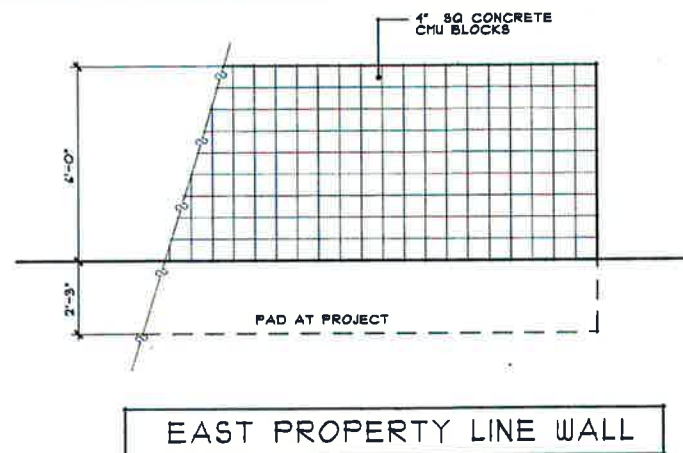 4" SQ CONCRETE
CMU BLOCKS
6'-0"
2'-3"
PAD AT PROJECT
EAST PROPERTY LINE WALL